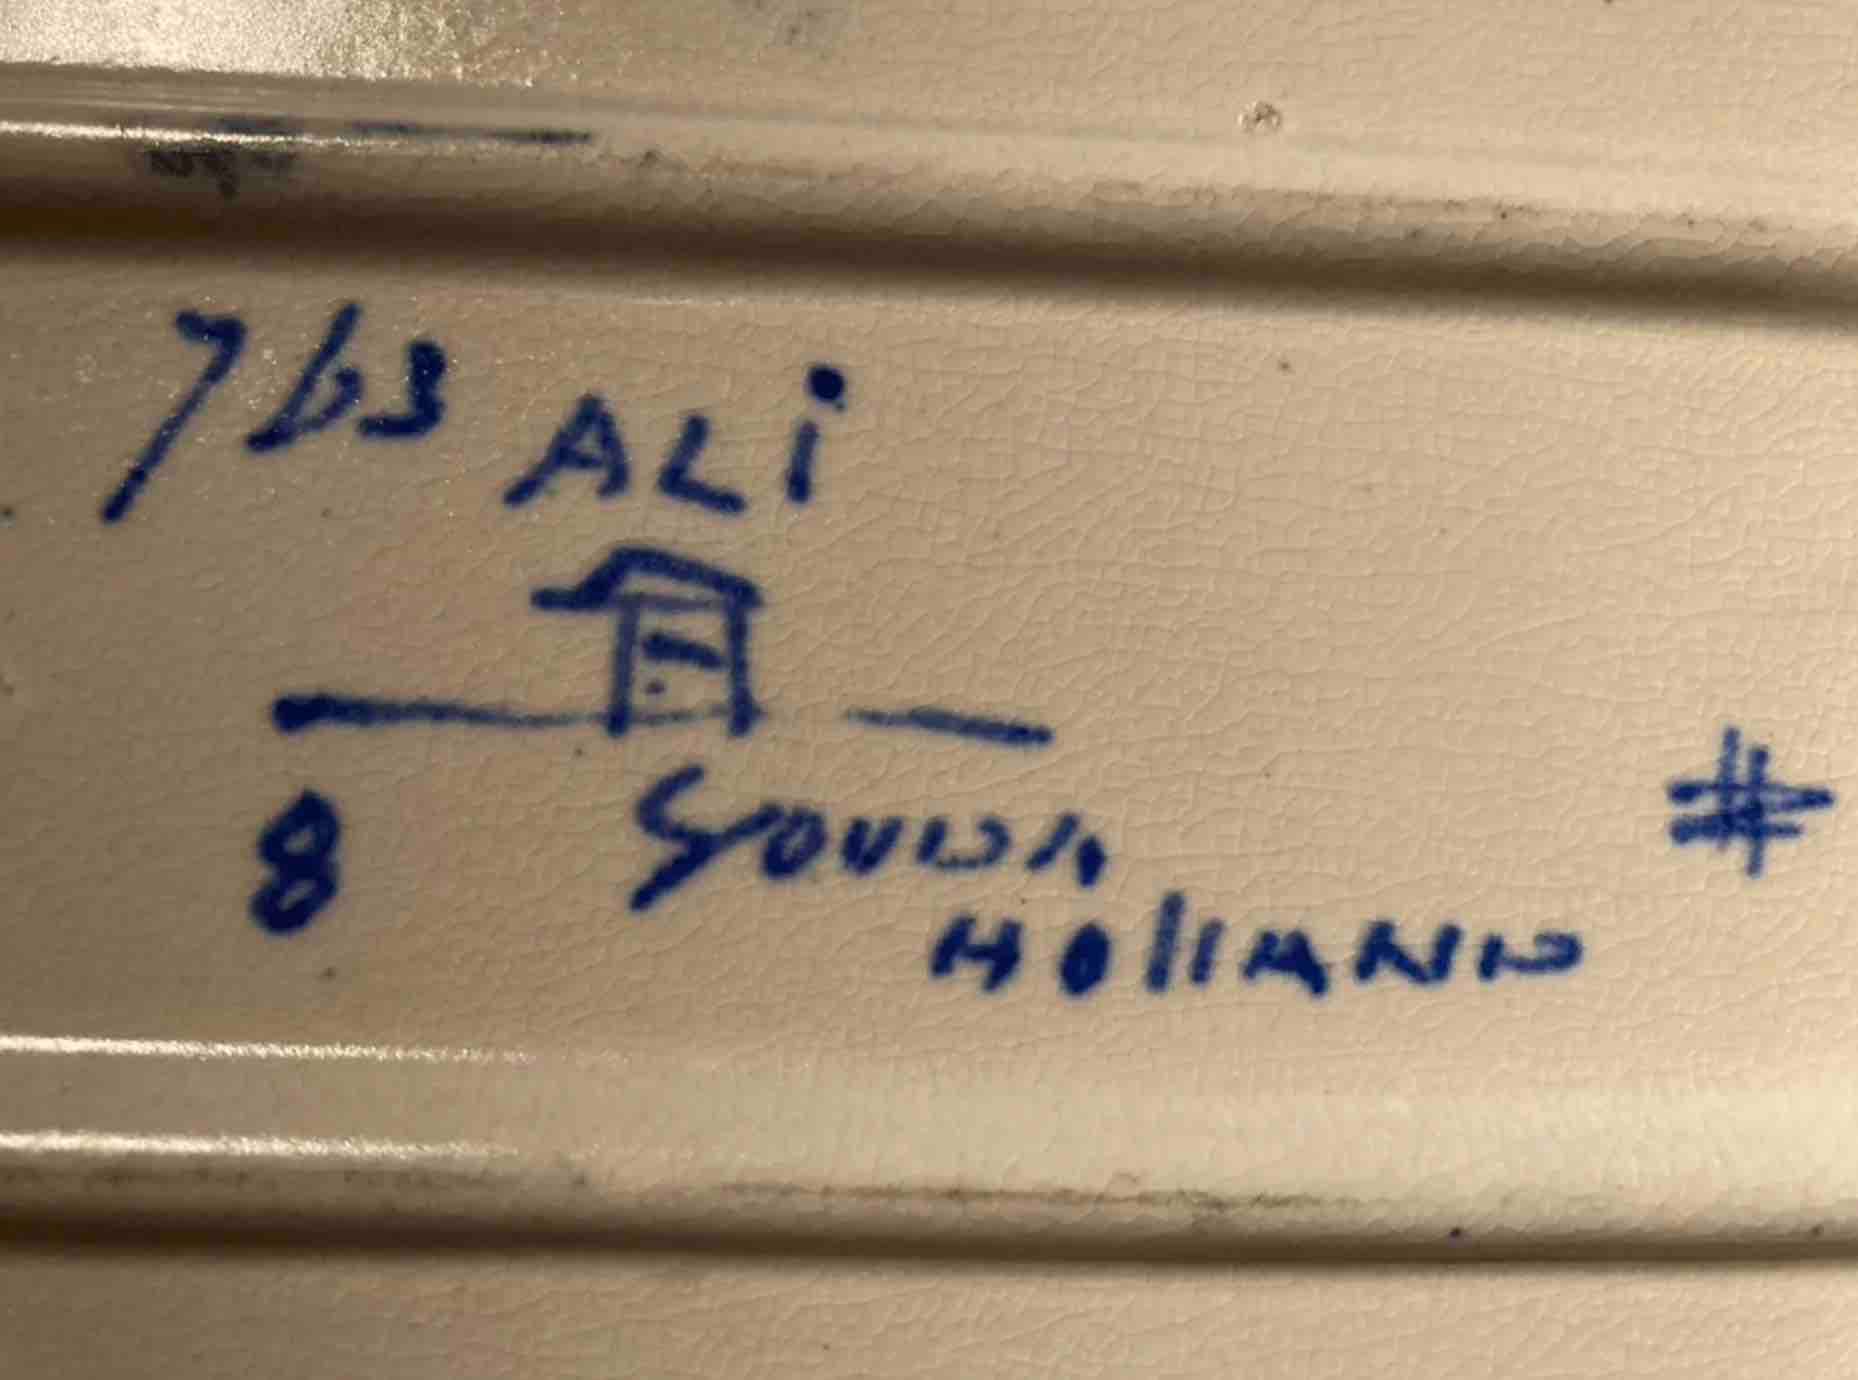 763 ALi
8 GOUDA
HOllAND
#